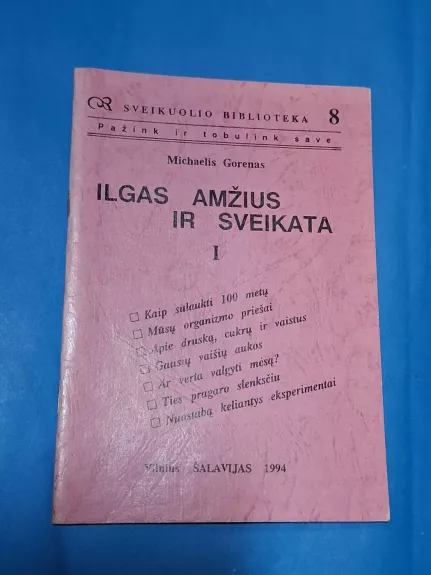 SVEIKUOLIO BIBLIOTEKA 8
Pažink ir tobulink save
Michaelis Gorenas
ILGAS AMŽIUS
IR SVEIKATA
I
Kaip sulaukti 100 metų
Mūsų organizmo priešai
Apie druską, cukrų ir vaistus
Gausių vaišių aukos
Ar verta valgyti mėsą?
Ties pragaro slenksčiu
Nuostabą keliantys eksperimentai
Vilnius ŠALAVIJAS 1994